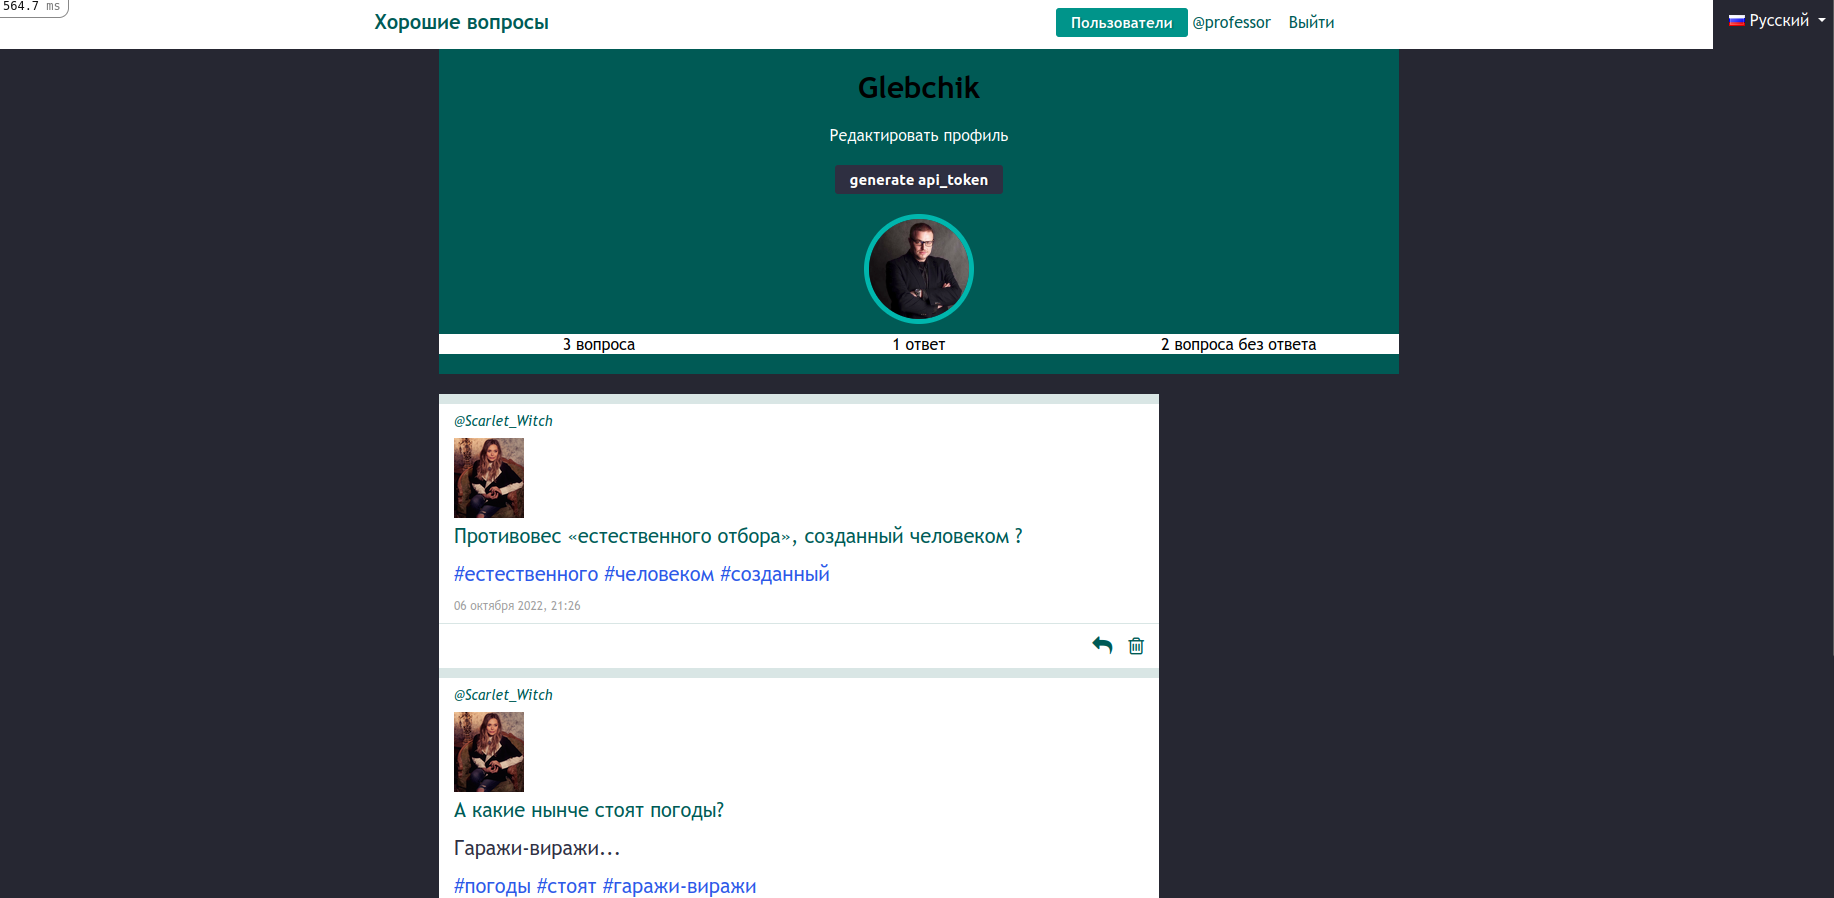 564.7 ms
Хорошие вопросы
Пользователи @professor Выйти
Русский
Glebchik
Редактировать профиль
generate api_token
3 вопроса 1 ответ 2 вопроса без ответа
@Scarlet_Witch
Противовес «естественного отбора», созданный человеком ?
#естественного #человеком #созданный
06 октября 2022, 21:26
@Scarlet_Witch
А какие нынче стоят погоды?
Гаражи-виражи...
#погоды #стоят #гаражи-виражи